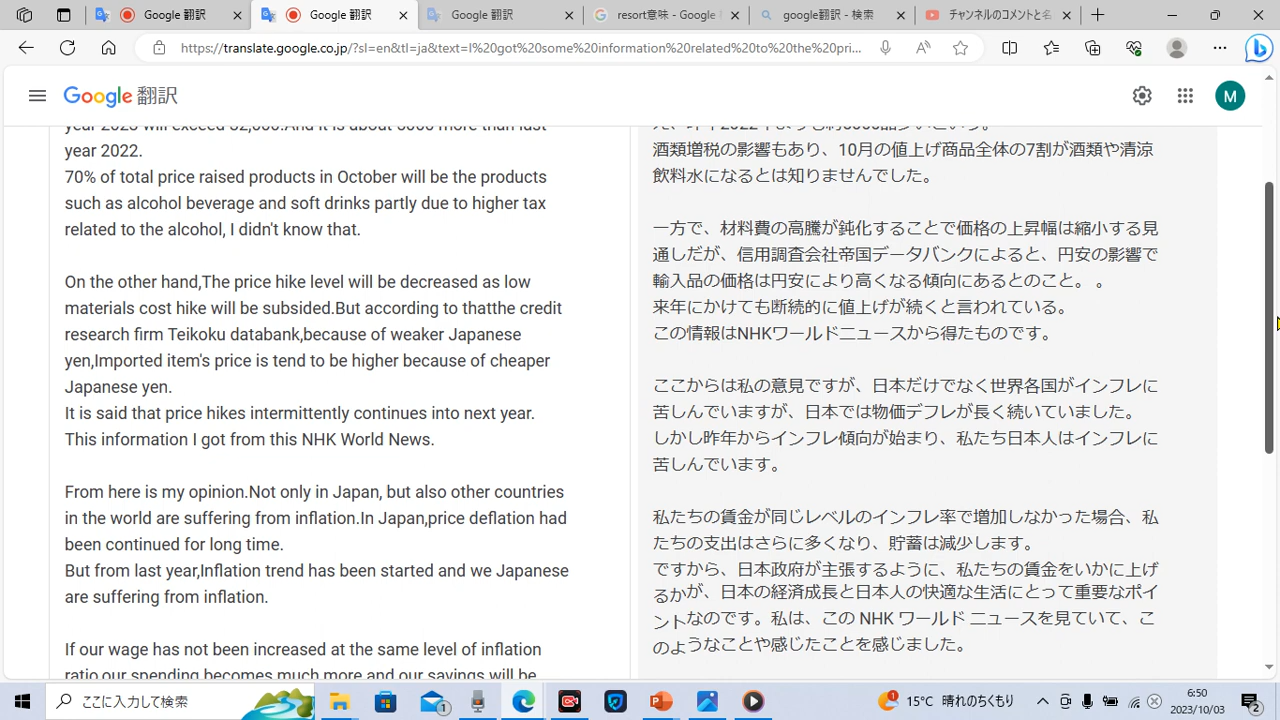 Google 翻訳
Google 翻訳
Google 翻訳
resort意味 - Google
google翻訳 - 検索
チャンネルのコメントと名
https://translate.google.co.jp/?sl=en&tl=ja&text=I%20got%20some%20information%20related%20to%20the%20pri...
Google 翻訳
M
year 2022.
70% of total price raised products in October will be the products
such as alcohol beverage and soft drinks partly due to higher tax
related to the alcohol, I didn't know that.
On the other hand,The price hike level will be decreased as low
materials cost hike will be subsided.But according to thatthe credit
research firm Teikoku databank,because of weaker Japanese
yen,Imported item's price is tend to be higher because of cheaper
Japanese yen.
It is said that price hikes intermittently continues into next year.
This information I got from this NHK World News.
From here is my opinion.Not only in Japan, but also other countries
in the world are suffering from inflation.In Japan,price deflation had
been continued for long time.
But from last year,Inflation trend has been started and we Japanese
are suffering from inflation.
If our wage has not been increased at the same level of inflation
ratio,our spending becomes much more and our savings will be
酒類増税の影響もあり、10月の値上げ商品全体の7割が酒類や清涼
飲料水になるとは知りませんでした。
一方で、材料費の高騰が鈍化することで価格の上昇幅は縮小する見
通しだが、信用調査会社帝国データバンクによると、円安の影響で
輸入品の価格は円安により高くなる傾向にあるとのこと。 。
来年にかけても断続的に値上げが続くと言われている。
この情報はNHKワールドニュースから得たものです。
ここからは私の意見ですが、日本だけでなく世界各国がインフレに
苦しんでいますが、日本では物価デフレが長く続いていました。
しかし昨年からインフレ傾向が始まり、私たち日本人はインフレに
苦しんでいます。
私たちの賃金が同じレベルのインフレ率で増加しなかった場合、私
たちの支出はさらに多くなり、貯蓄は減少します。
ですから、日本政府が主張するように、私たちの賃金をいかに上げ
るかが、日本の経済成長と日本人の快適な生活にとって重要なポイ
ントなのです。私は、この NHK ワールド ニュースを見ていて、こ
のようなことや感じたことを感じました。
ここに入力して検索
1
1
15℃ 晴れのちくもり
6:50
2023/10/03
2